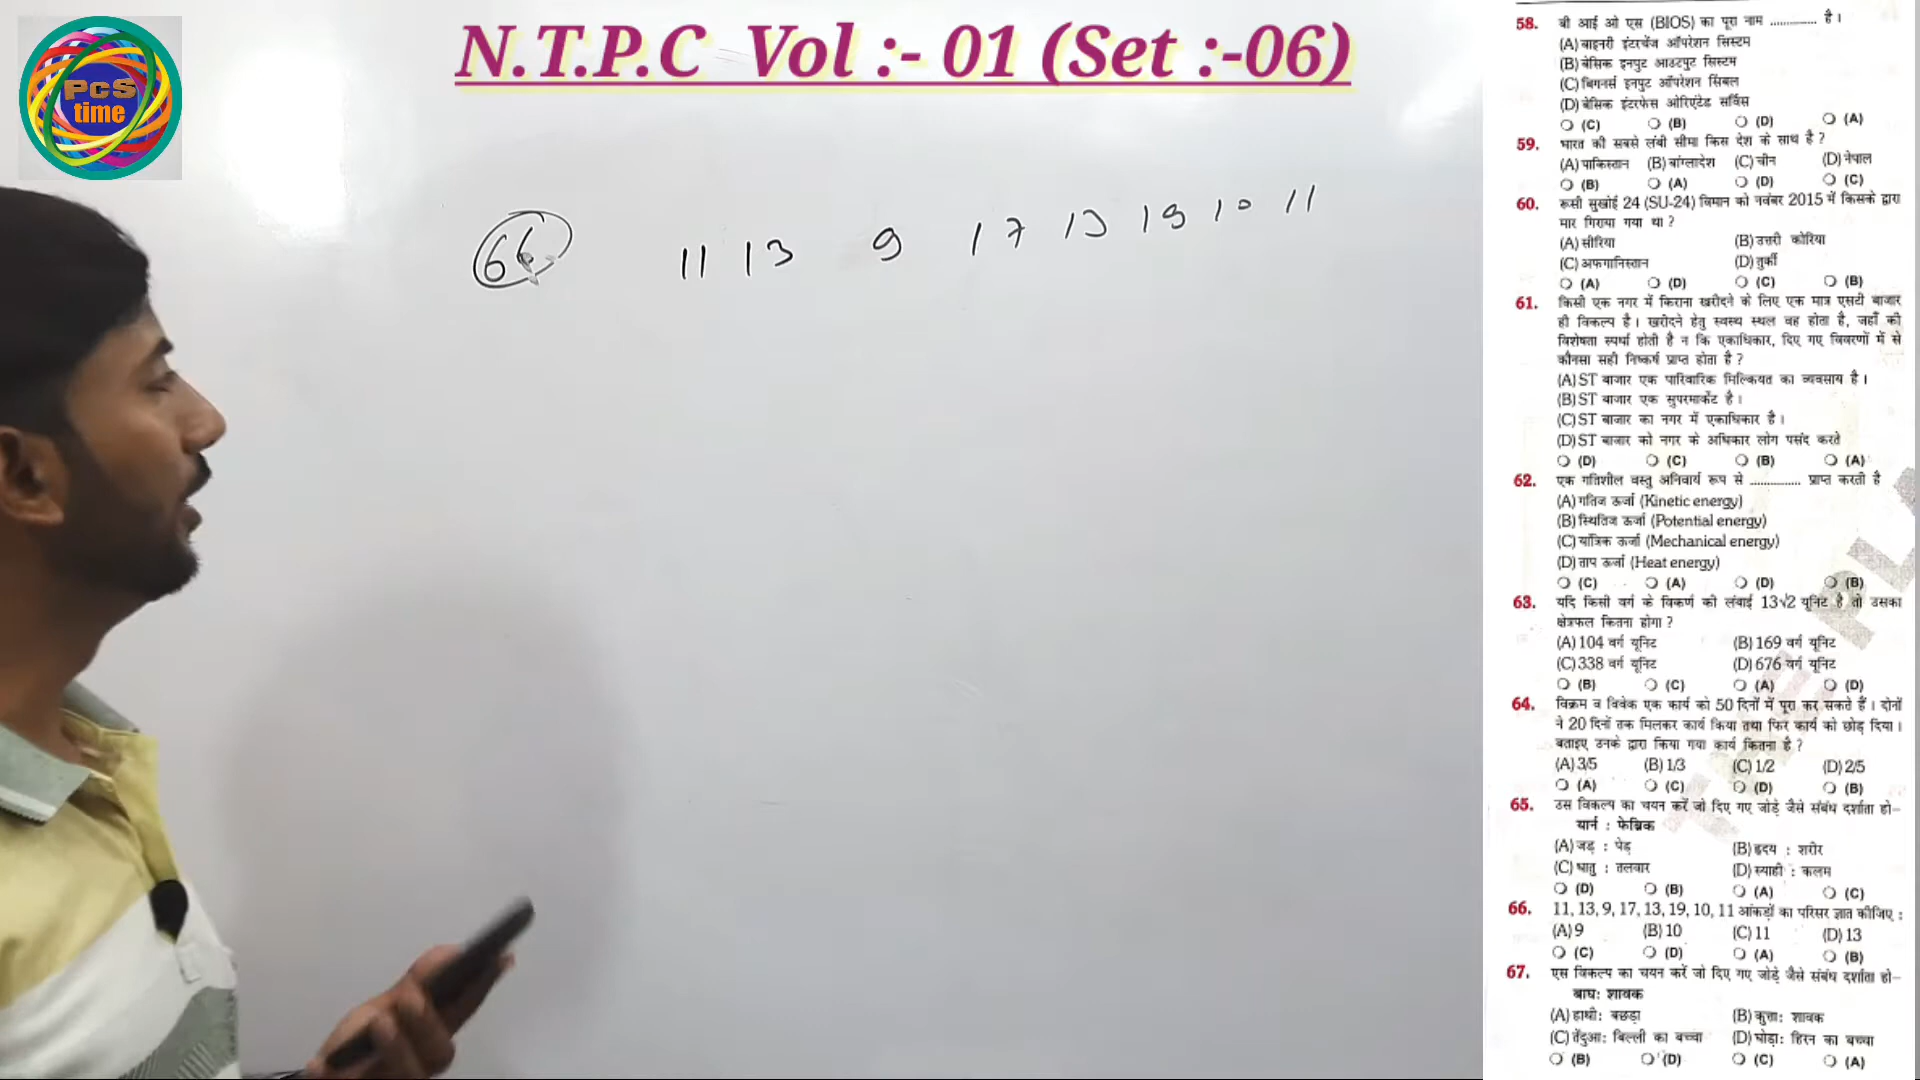 N.T.P.C Vol :- 01 (Set :-06)
PcS
time
66
11 13 9 17 13 19 10 11
58. बी आई ओ एस (BIOS) का पूरा नाम ............ है।
(A) बाइनरी इंटरचेंज ऑपरेशन सिस्टम
(B) बेसिक इनपुट आउटपुट सिस्टम
(C) बिगनर्स इनपुट ऑपरेशन सिंबल
(D) बेसिक इंटरफेस ओरिएंटेड सर्विस
(C) (B) (D) (A)
59. भारत की सबसे लंबी सीमा किस देश के साथ है ?
(A) पाकिस्तान (B) बांग्लादेश (C) चीन (D) नेपाल
(B) (A) (D) (C)
60. रूसी सुखोई 24 (SU-24) विमान को नवंबर 2015 में किसके द्वारा
मार गिराया गया था ?
(A) सीरिया (B) उत्तरी कोरिया
(C) अफगानिस्तान (D) तुर्की
(A) (D) (C) (B)
61. किसी एक नगर में किराना खरीदने के लिए एक मात्र एसटी बाजार
ही विकल्प है। खरीदने हेतु स्वस्थ स्थल वह होता है, जहाँ की
विशेषता स्पर्धा होती है न कि एकाधिकार, दिए गए विवरणों में से
कौनसा सही निष्कर्ष प्राप्त होता है ?
(A) ST बाजार एक पारिवारिक मिल्कियत का व्यवसाय है।
(B) ST बाजार एक सुपरमार्केट है।
(C) ST बाजार का नगर में एकाधिकार है।
(D) ST बाजार को नगर के अधिकार लोग पसंद करते
(D) (C) (B) (A)
62. एक गतिशील वस्तु अनिवार्य रूप से ............. प्राप्त करती है
(A) गतिज ऊर्जा (Kinetic energy)
(B) स्थितिज ऊर्जा (Potential energy)
(C) यांत्रिक ऊर्जा (Mechanical energy)
(D) ताप ऊर्जा (Heat energy)
(C) (A) (D) (B)
63. यदि किसी वर्ग के विकर्ण की लंबाई 13√2 यूनिट है तो उसका
क्षेत्रफल कितना होगा ?
(A) 104 वर्ग यूनिट (B) 169 वर्ग यूनिट
(C) 338 वर्ग यूनिट (D) 676 वर्ग यूनिट
(B) (C) (A) (D)
64. विक्रम व विवेक एक कार्य को 50 दिनों में पूरा कर सकते हैं। दोनों
ने 20 दिनों तक मिलकर कार्य किया तथा फिर कार्य को छोड़ दिया।
बताइए उनके द्वारा किया गया कार्य कितना है ?
(A) 3/5 (B) 1/3 (C) 1/2 (D) 2/5
(A) (C) (D) (B)
65. उस विकल्प का चयन करें जो दिए गए जोड़े जैसे संबंध दर्शाता हो–
यार्न : फेब्रिक
(A) जड़ : पेड़ (B) हृदय : शरीर
(C) धातु : तलवार (D) स्याही : कलम
(D) (B) (A) (C)
66. 11, 13, 9, 17, 13, 19, 10, 11 आंकड़ों का परिसर ज्ञात कीजिए :
(A) 9 (B) 10 (C) 11 (D) 13
(C) (D) (A) (B)
67. एस विकल्प का चयन करें जो दिए गए जोड़े जैसे संबंध दर्शाता हो–
बाघ: शावक
(A) हाथी: बछड़ा (B) कुत्ता: शावक
(C) तेंदुआ: बिल्ली का बच्चा (D) घोड़ा: हिरन का बच्चा
(B) (D) (C) (A)